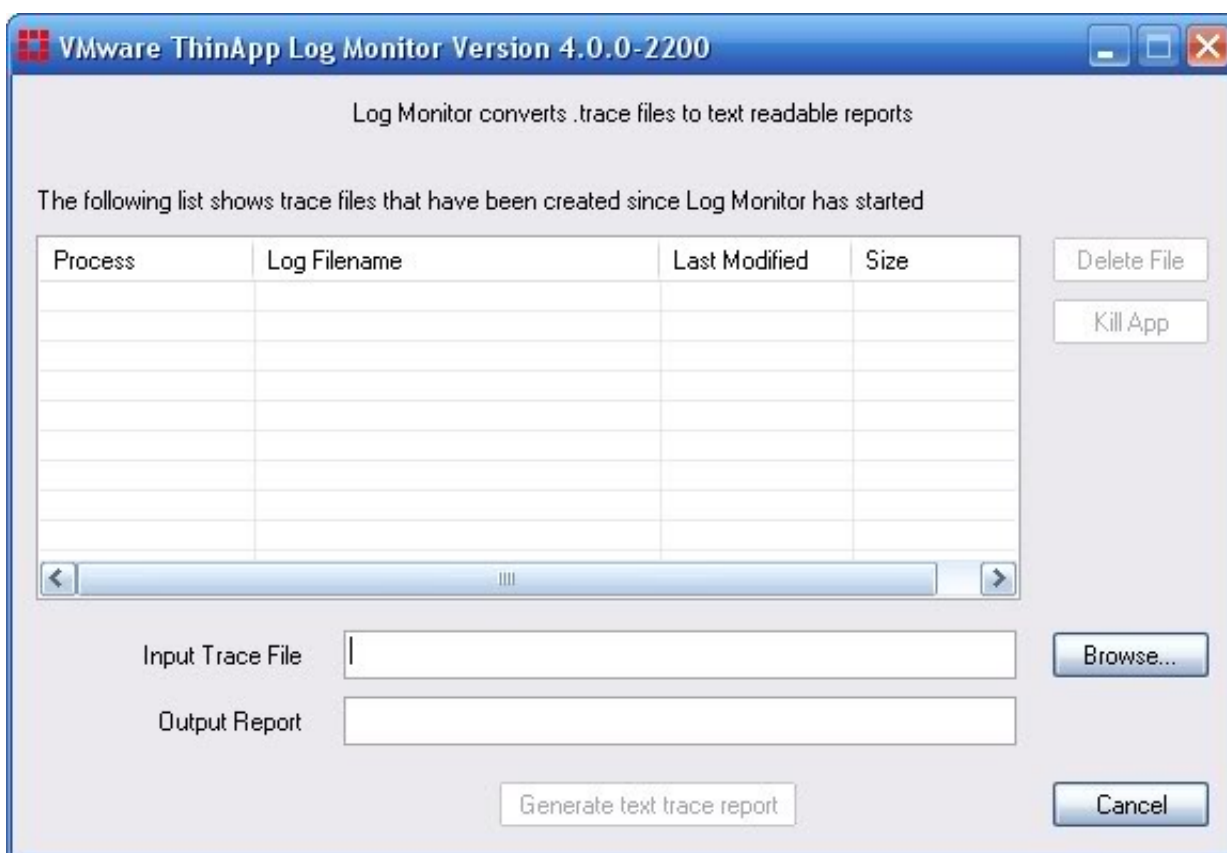 VMware ThinApp Log Monitor Version 4.0.0-2200
Log Monitor converts .trace files to text readable reports
The following list shows trace files that have been created since Log Monitor has started
Process Log Filename Last Modified Size
Delete File
Kill App
Input Trace File
Browse...
Output Report
Generate text trace report
Cancel